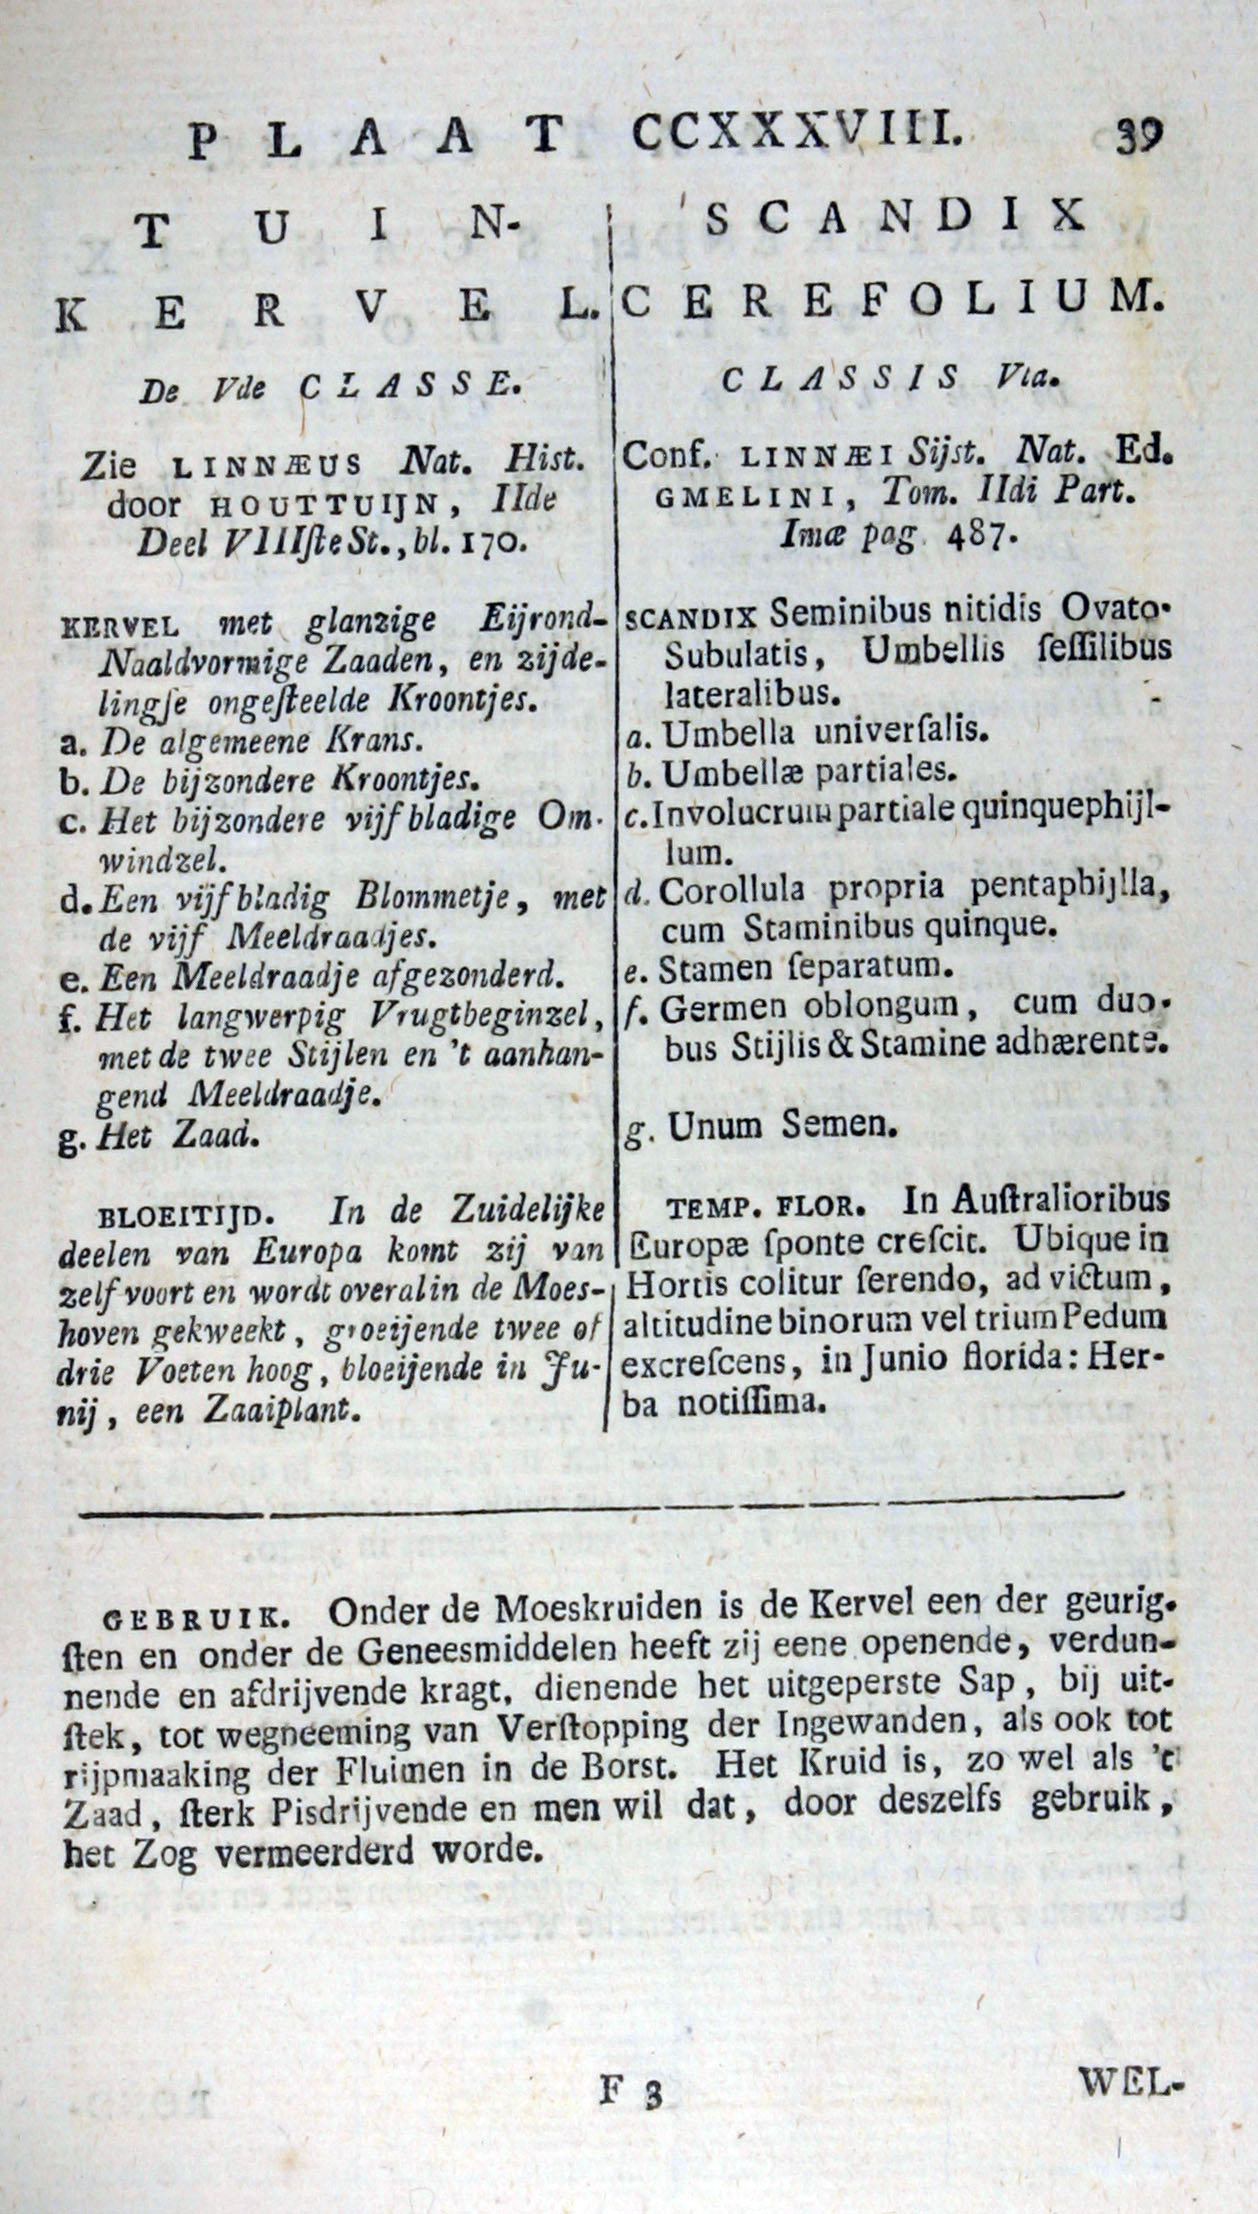 PLAAT CCXXXVIII. 39
TUIN-
KERVEL.
De Vde CLASSE.
Zie LINNÆUS Nat. Hist.
door HOUTTUIJN, IIde
Deel VIIIſte St., bl. 170.
KERVEL met glanzige Eijrond-
Naaldvormige Zaaden, en zijde-
lingſe ongeſteelde Kroontjes.
a. De algemeene Krans.
b. De bijzondere Kroontjes.
c. Het bijzondere vijfbladige Om-
windzel.
d. Een vijfbladig Blommetje, met
de vijf Meeldraadjes.
e. Een Meeldraadje afgezonderd.
f. Het langwerpig Vrugtbeginzel,
met de twee Stijlen en 't aanhan-
gend Meeldraadje.
g. Het Zaad.
BLOEITIJD. In de Zuidelijke
deelen van Europa komt zij van
zelf voort en wordt overal in de Moes-
hoven gekweekt, groeijende twee of
drie Voeten hoog, bloeijende in Ju-
nij, een Zaaiplant.
SCANDIX
CEREFOLIUM.
CLASSIS Vta.
Conf. LINNÆI Sijst. Nat. Ed.
GMELINI, Tom. IIdi Part.
Imæ pag. 487.
SCANDIX Seminibus nitidis Ovato-
Subulatis, Umbellis ſeſſilibus
lateralibus.
a. Umbella univerſalis.
b. Umbellæ partiales.
c. Involucrum partiale quinquephijl-
lum.
d. Corollula propria pentaphijlla,
cum Staminibus quinque.
e. Stamen ſeparatum.
f. Germen oblongum, cum duo-
bus Stijlis & Stamine adhærente.
g. Unum Semen.
TEMP. FLOR. In Auſtralioribus
Europæ ſponte creſcit. Ubique in
Hortis colitur ſerendo, ad victum,
altitudine binorum vel trium Pedum
excreſcens, in Junio florida: Her-
ba notiſſima.
GEBRUIK. Onder de Moeskruiden is de Kervel een der geurig-
ſten en onder de Geneesmiddelen heeft zij eene openende, verdun-
nende en afdrijvende kragt, dienende het uitgeperste Sap, bij uit-
ſtek, tot wegneeming van Verſtopping der Ingewanden, als ook tot
rijpmaaking der Fluimen in de Borst. Het Kruid is, zo wel als 't
Zaad, ſterk Pisdrijvende en men wil dat, door deszelfs gebruik,
het Zog vermeerderd worde.
F 3 WEL-